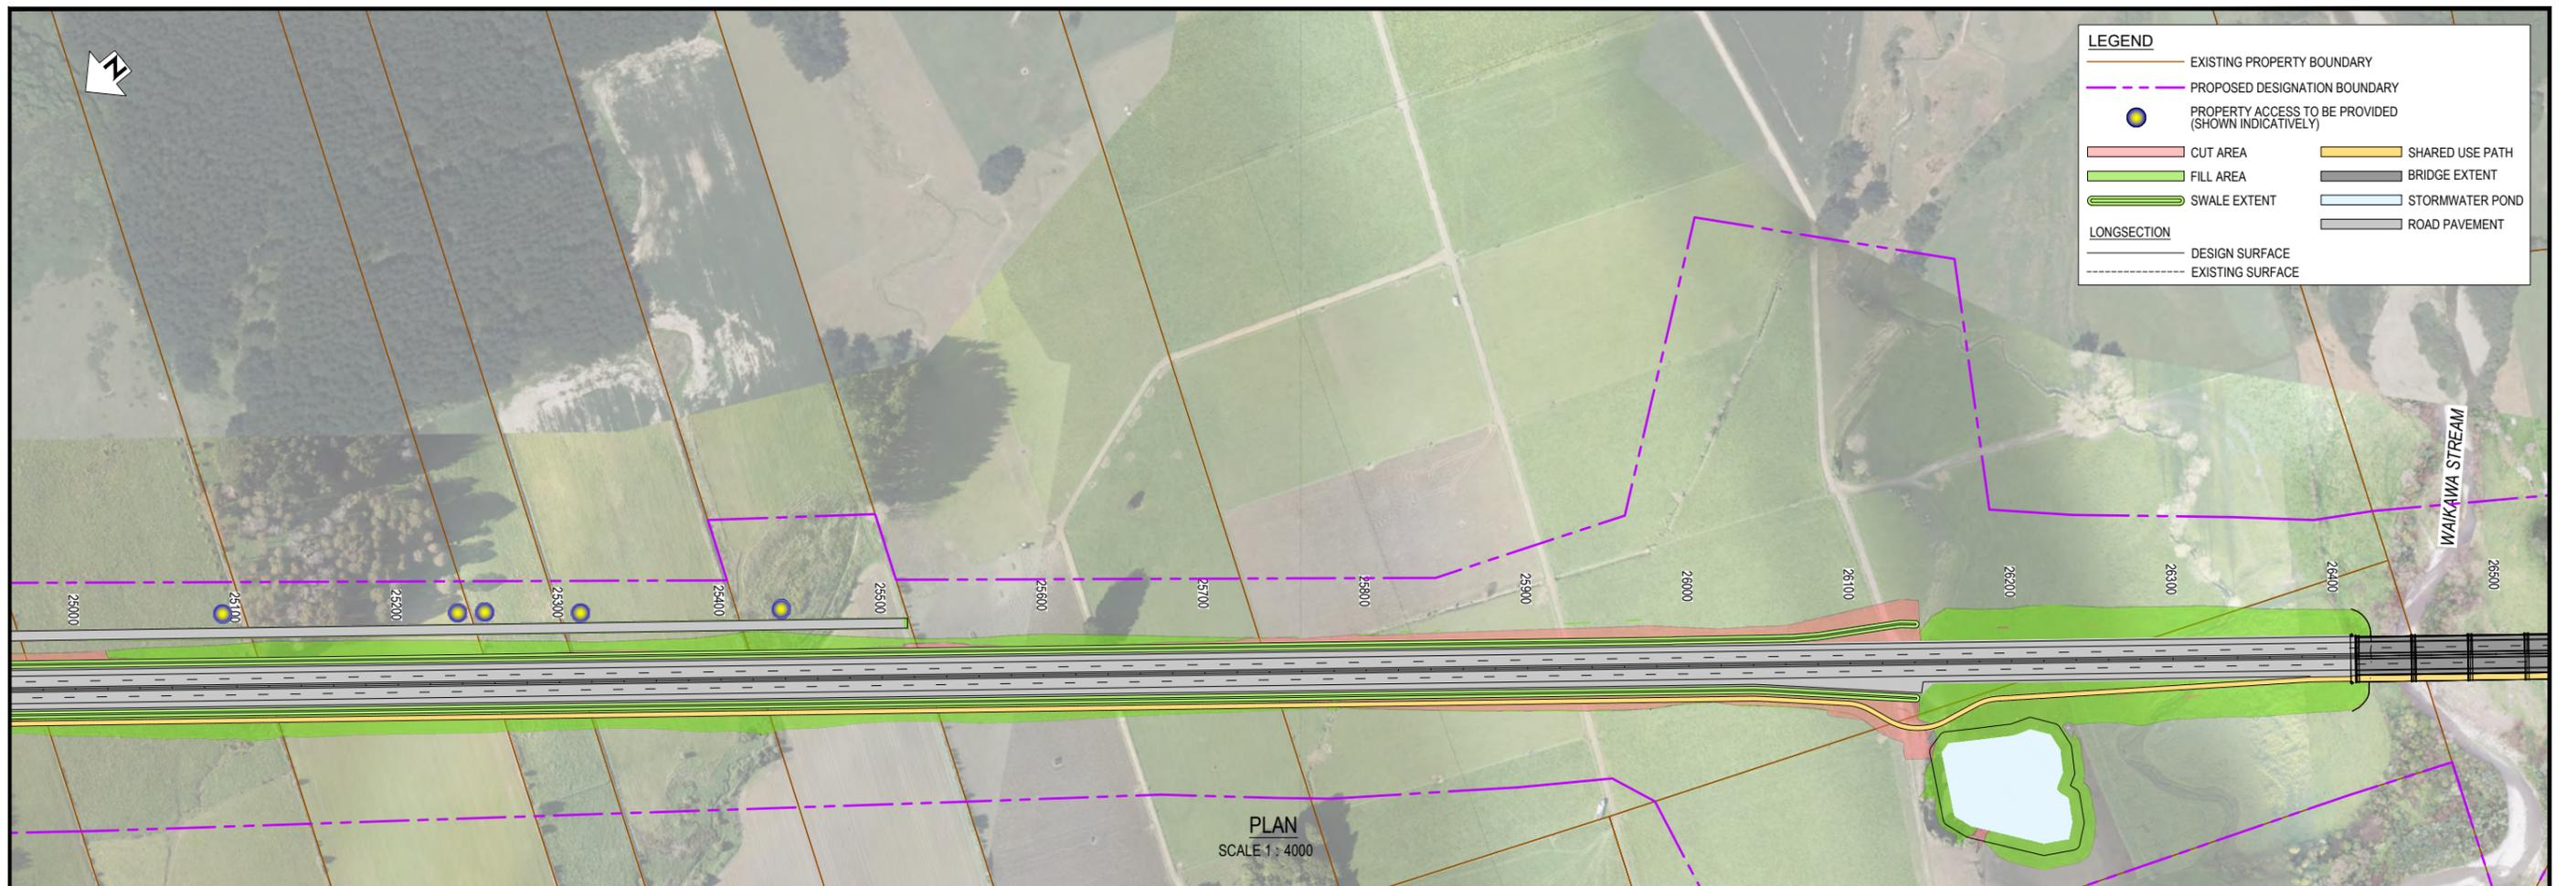 N
LEGEND
EXISTING PROPERTY BOUNDARY
PROPOSED DESIGNATION BOUNDARY
PROPERTY ACCESS TO BE PROVIDED
(SHOWN INDICATIVELY)
CUT AREA
SHARED USE PATH
FILL AREA
BRIDGE EXTENT
SWALE EXTENT
STORMWATER POND
ROAD PAVEMENT
LONGSECTION
DESIGN SURFACE
EXISTING SURFACE
WAIKAWA STREAM
25000
25100
25200
25300
25400
25500
25600
25700
25800
25900
26000
26100
26200
26300
26400
26500
PLAN
SCALE 1 : 4000